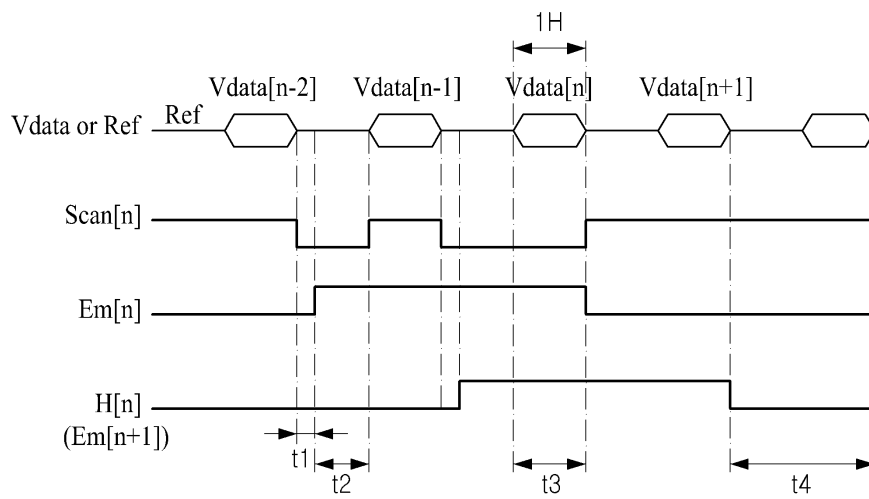 1H
Vdata[n-2] Vdata[n-1] Vdata[n] Vdata[n+1]
Vdata or Ref Ref
Scan[n]
Em[n]
H[n]
(Em[n+1])
t1 t2 t3 t4